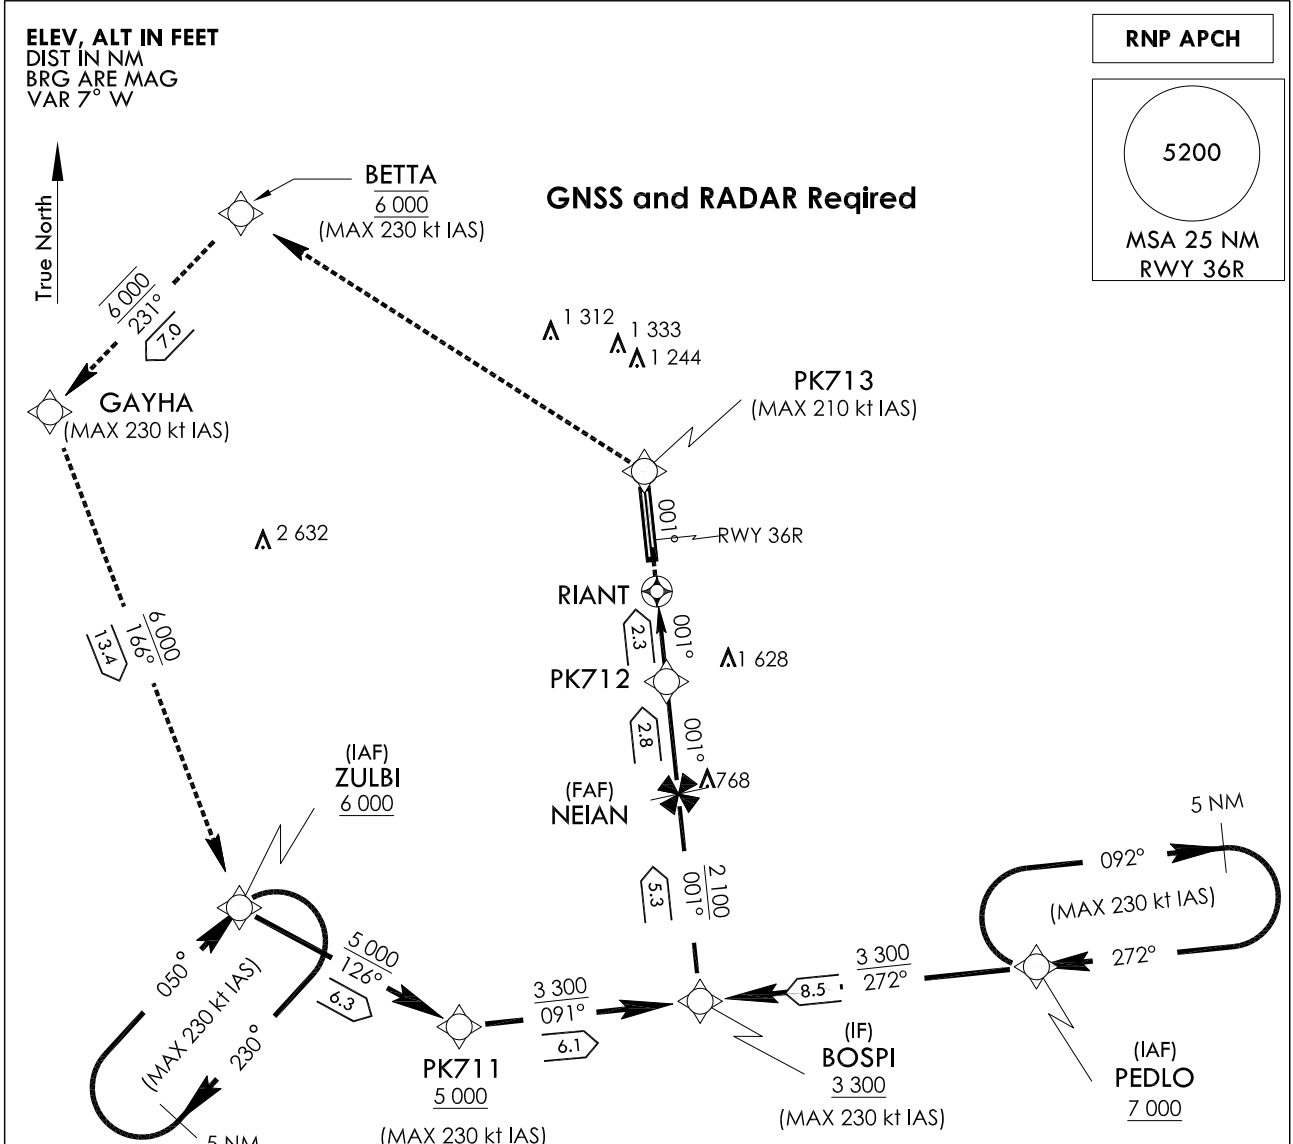 ELEV, ALT IN FEET
DIST IN NM
BRG ARE MAG
VAR 7° W
RNP APCH
5200
MSA 25 NM
RWY 36R
True North
BETTA
6 000
(MAX 230 kt IAS)
GNSS and RADAR Reqired
6 000
231°
7.0
GAYHA
(MAX 230 kt IAS)
1 312
1 333
1 244
PK713
(MAX 210 kt IAS)
001°
RWY 36R
2 632
RIANT
2.3
001°
1 628
PK712
2.8
001°
768
(FAF)
NEIAN
6 000
166°
13.4
(IAF)
ZULBI
6 000
5.3
2 100
001°
5 NM
092°
(MAX 230 kt IAS)
272°
050°
(MAX 230 kt IAS)
230°
5 NM
5 000
126°
6.3
3 300
091°
6.1
3 300
272°
8.5
PK711
5 000
(MAX 230 kt IAS)
(IF)
BOSPI
3 300
(MAX 230 kt IAS)
(IAF)
PEDLO
7 000